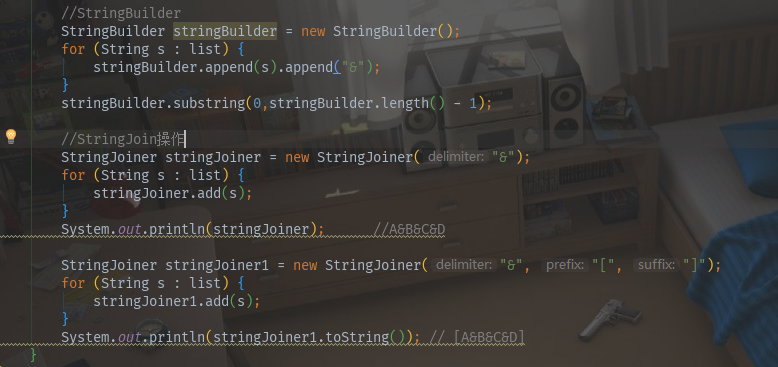 //StringBuilder
StringBuilder stringBuilder = new StringBuilder();
for (String s : list) {
stringBuilder.append(s).append("&");
}
stringBuilder.substring(0,stringBuilder.length() - 1);
//StringJoin操作
StringJoiner stringJoiner = new StringJoiner( delimiter: "&");
for (String s : list) {
stringJoiner.add(s);
}
System.out.println(stringJoiner); //A&B&C&D
StringJoiner stringJoiner1 = new StringJoiner( delimiter: "&", prefix: "[", suffix: "]");
for (String s : list) {
stringJoiner1.add(s);
}
System.out.println(stringJoiner1.toString()); // [A&B&C&D]
}